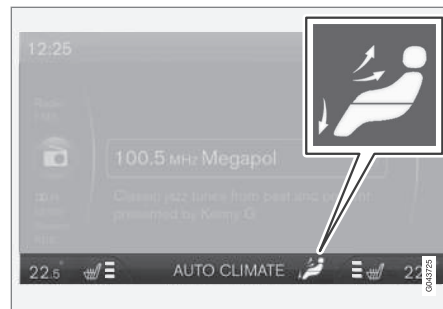 12:25
Radio
100.5 MHz Megapol
Classic jazz tunes from past and present
presented by Kenny G
22.5°
AUTO CLIMATE
22
G043725